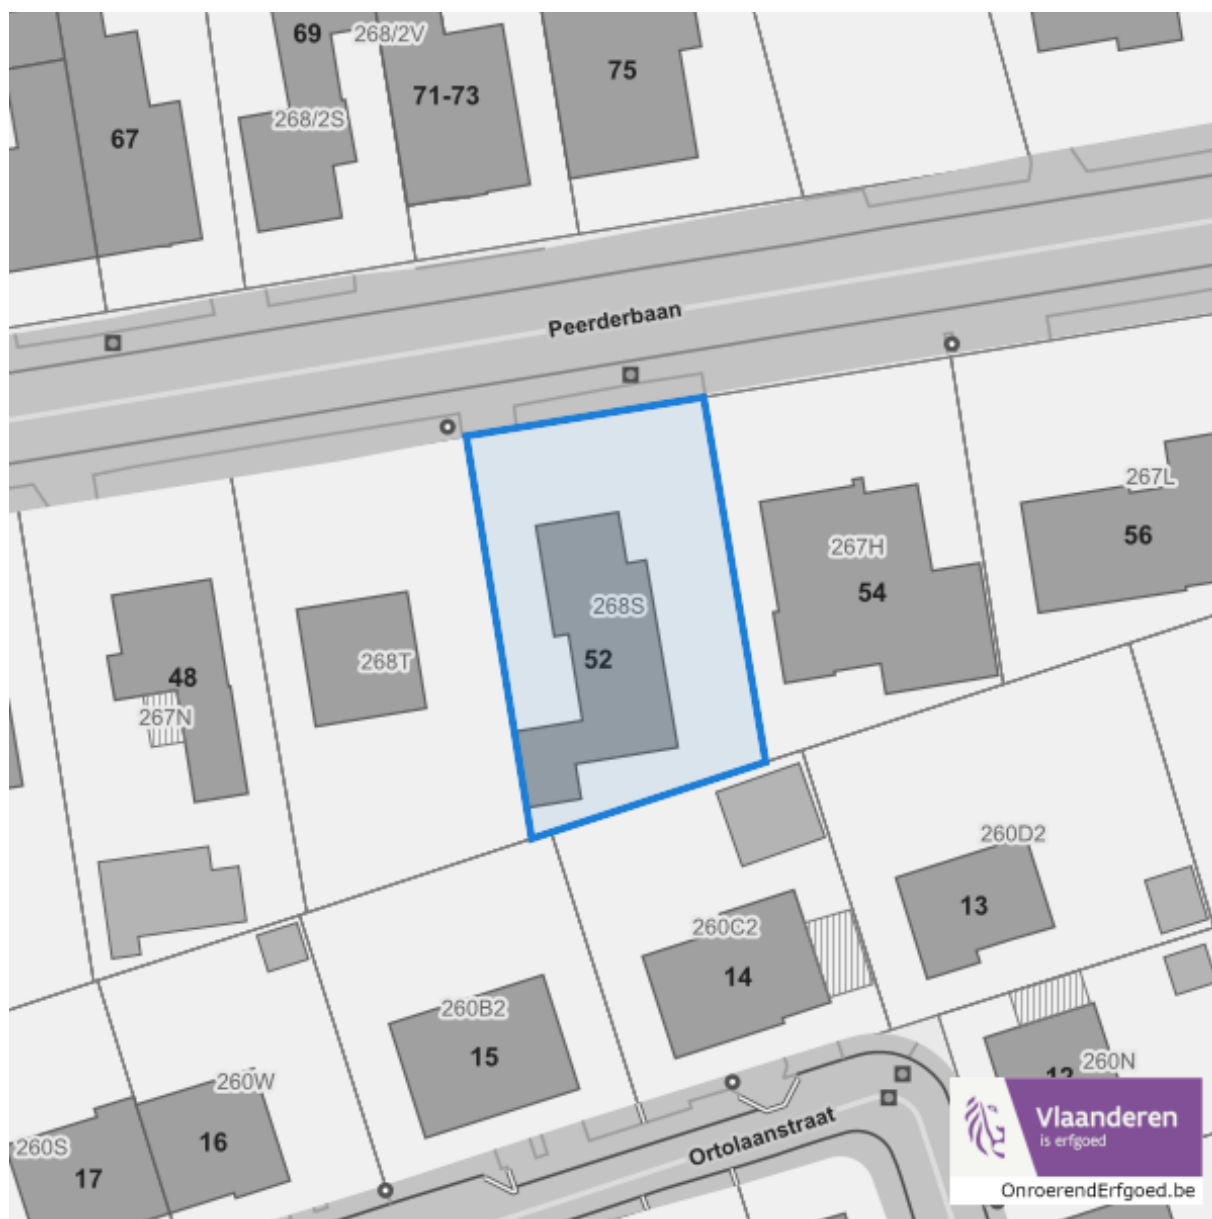 69
268/2V
75
71-73
268/2S
67
Peerderbaan
267L
56
267H
54
268S
52
268T
48
267N
260D2
13
260C2
14
260B2
15
260N
12
260W
16
260S
17
Ortolaanstraat
Vlaanderen
is erfgoed
OnroerendErfgoed.be